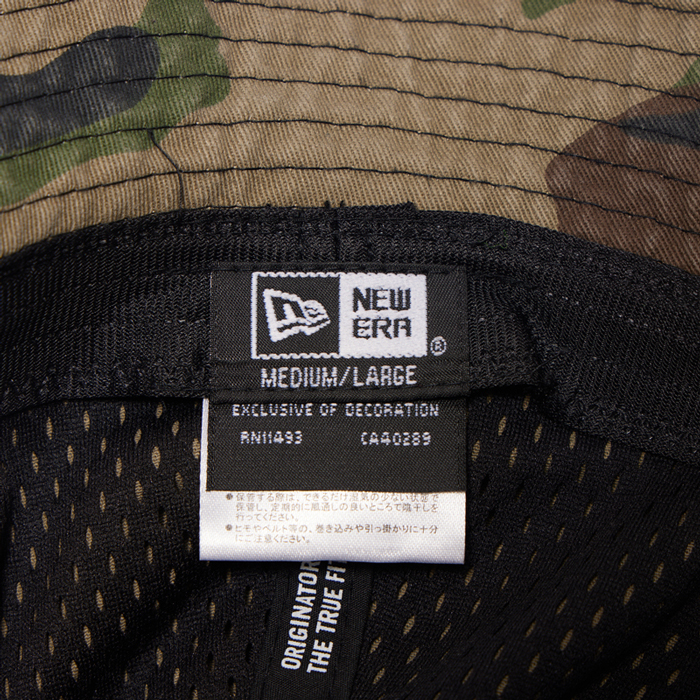 NEW
ERA
®
MEDIUM/LARGE
EXCLUSIVE OF DECORATION
RN11493 CA40289
●保管する際は、できるだけ湿気の少ない状態で
保管し、定期的に風通しの良いところで陰干しを
行ってください。
●ヒモやベルト等の、巻き込みや引っ掛かりに十分
にご注意ください。
ORIGINATOR
THE TRUE FI